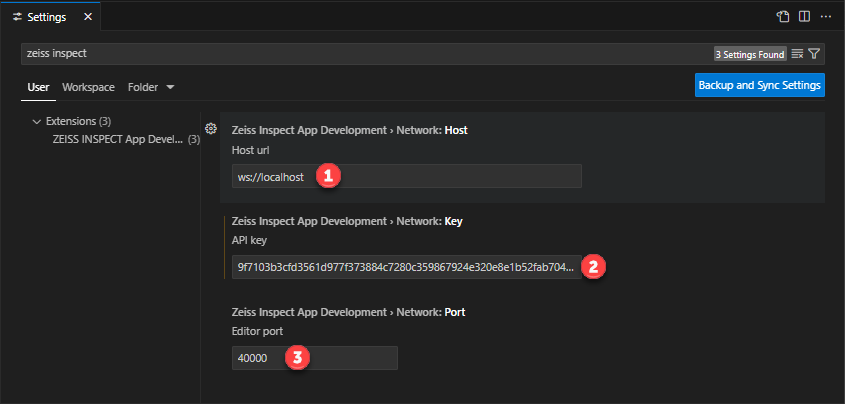 Settings
zeiss inspect
3 Settings Found
User Workspace Folder
Backup and Sync Settings
Extensions (3)
ZEISS INSPECT App Devel... (3)
Zeiss Inspect App Development › Network: Host
Host url
ws://localhost 1
Zeiss Inspect App Development › Network: Key
API key
9f7103b3cfd3561d977f373884c7280c359867924e320e8e1b52fab704... 2
Zeiss Inspect App Development › Network: Port
Editor port
40000 3